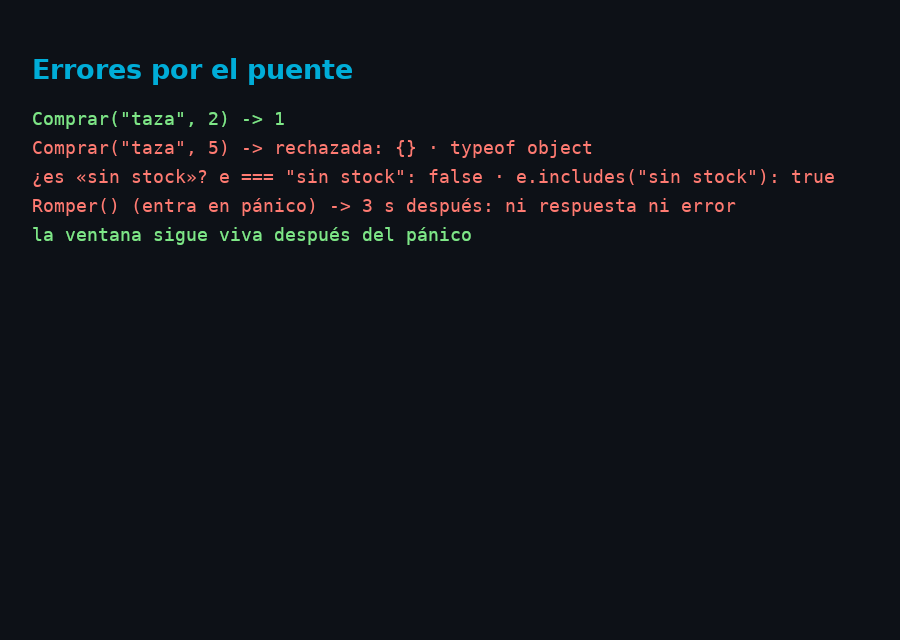 Errores por el puente
Comprar("taza", 2) -> 1
Comprar("taza", 5) -> rechazada: {} · typeof object
¿es «sin stock»? e === "sin stock": false · e.includes("sin stock"): true
Romper() (entra en pánico) -> 3 s después: ni respuesta ni error
la ventana sigue viva después del pánico